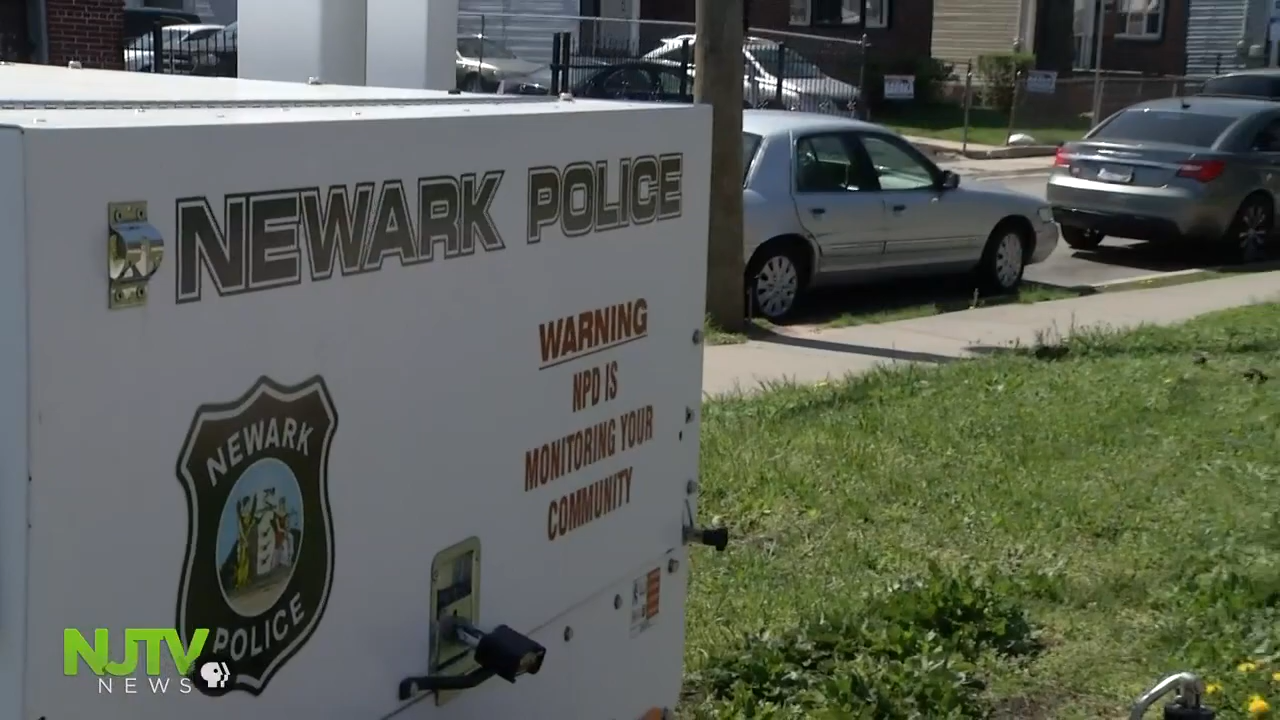 NEWARK POLICE
WARNING
NPD IS
MONITORING YOUR
COMMUNITY
NEWARK
POLICE
NJTV
NEWS